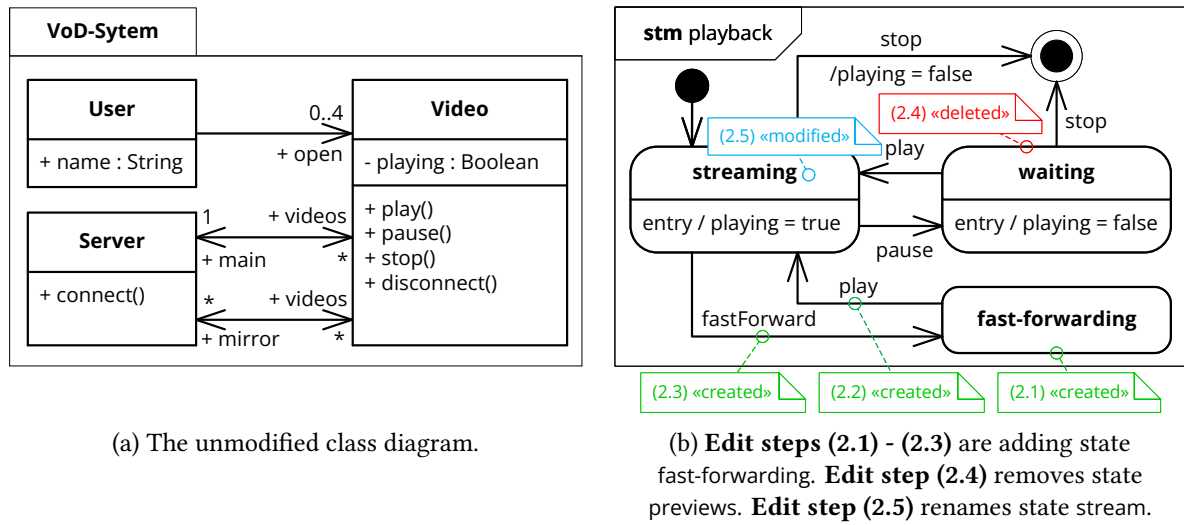 VoD-Sytem
User
+ name : String
0..4
+ open
Video
- playing : Boolean
+ play()
+ pause()
+ stop()
+ disconnect()
Server
+ connect()
1
+ videos
+ main
*
*
+ videos
+ mirror
*
(a) The unmodified class diagram.
stm playback
stop
/playing = false
(2.4) «deleted»
stop
(2.5) «modified»
play
streaming
entry / playing = true
waiting
entry / playing = false
pause
play
fastForward
fast-forwarding
(2.3) «created»
(2.2) «created»
(2.1) «created»
(b) Edit steps (2.1) - (2.3) are adding state
fast-forwarding. Edit step (2.4) removes state
previews. Edit step (2.5) renames state stream.